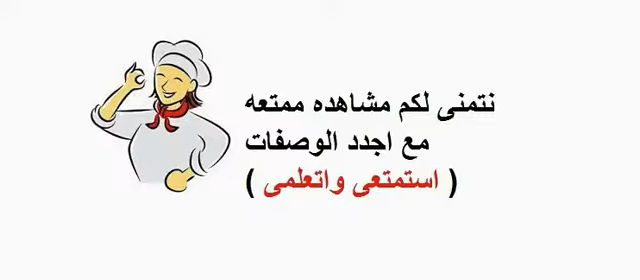 نتمنى لكم مشاهده ممتعه
مع اجدد الوصفات
( استمتعى واتعلمى )